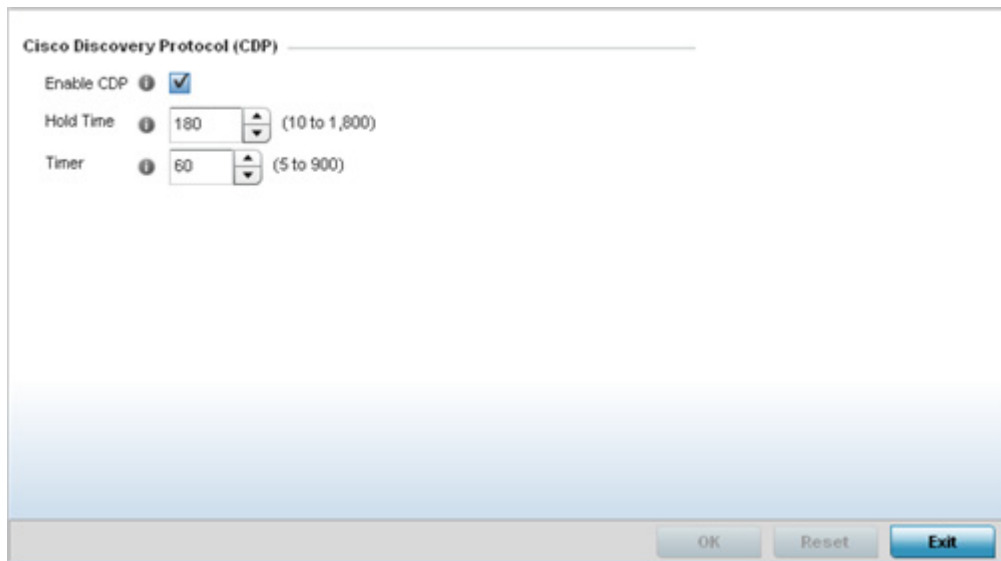 Cisco Discovery Protocol (CDP)
Enable CDP
Hold Time 180 (10 to 1,800)
Timer 60 (5 to 900)
OK Reset Exit